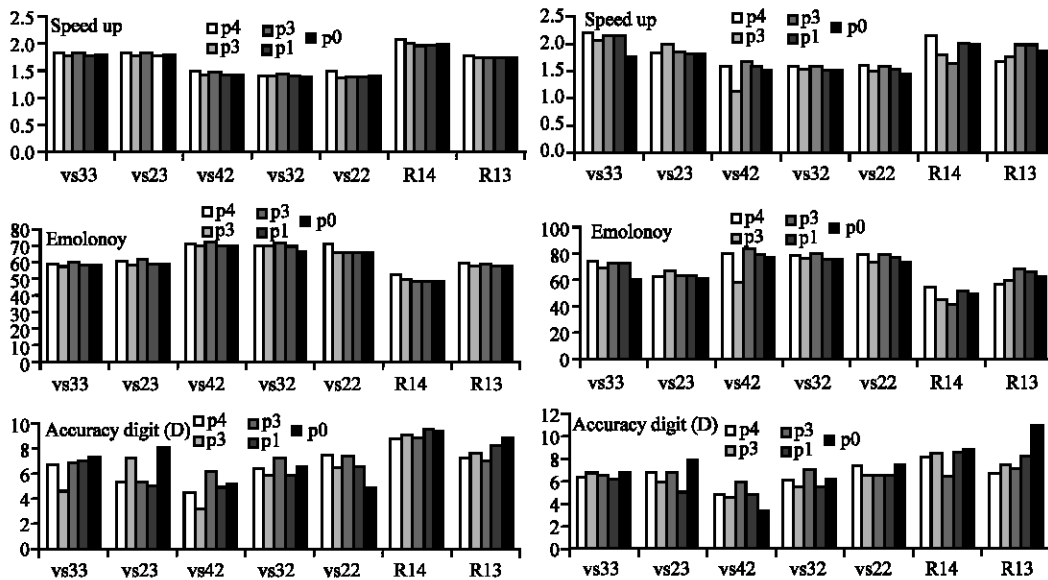 2.5 Speed up p4 p3 p0
2.0 p3 p1
1.5
1.0
1.5
0.0
vs33 vs23 vs42 vs32 vs22 R14 R13
2.5 Speed up p4 p3 p0
2.0 p3 p1
1.5
1.0
1.5
0.0
vs33 vs23 vs42 vs32 vs22 R14 R13
p4 p3 p0
80 Emolonoy p3 p1
70
60
50
40
30
20
10
0
vs33 vs23 vs42 vs32 vs22 R14 R13
p4 p3 p0
100 Emolonoy p3 p1
80
60
40
20
0
vs33 vs23 vs42 vs32 vs22 R14 R13
10 Accuracy digit (D) p4 p3 p0
8 p3 p1
6
4
2
0
vs33 vs23 vs42 vs32 vs22 R14 R13
12 Accuracy digit (D) p4 p3 p0
10 p3 p1
8
6
4
2
0
vs33 vs23 vs42 vs32 vs22 R14 R13